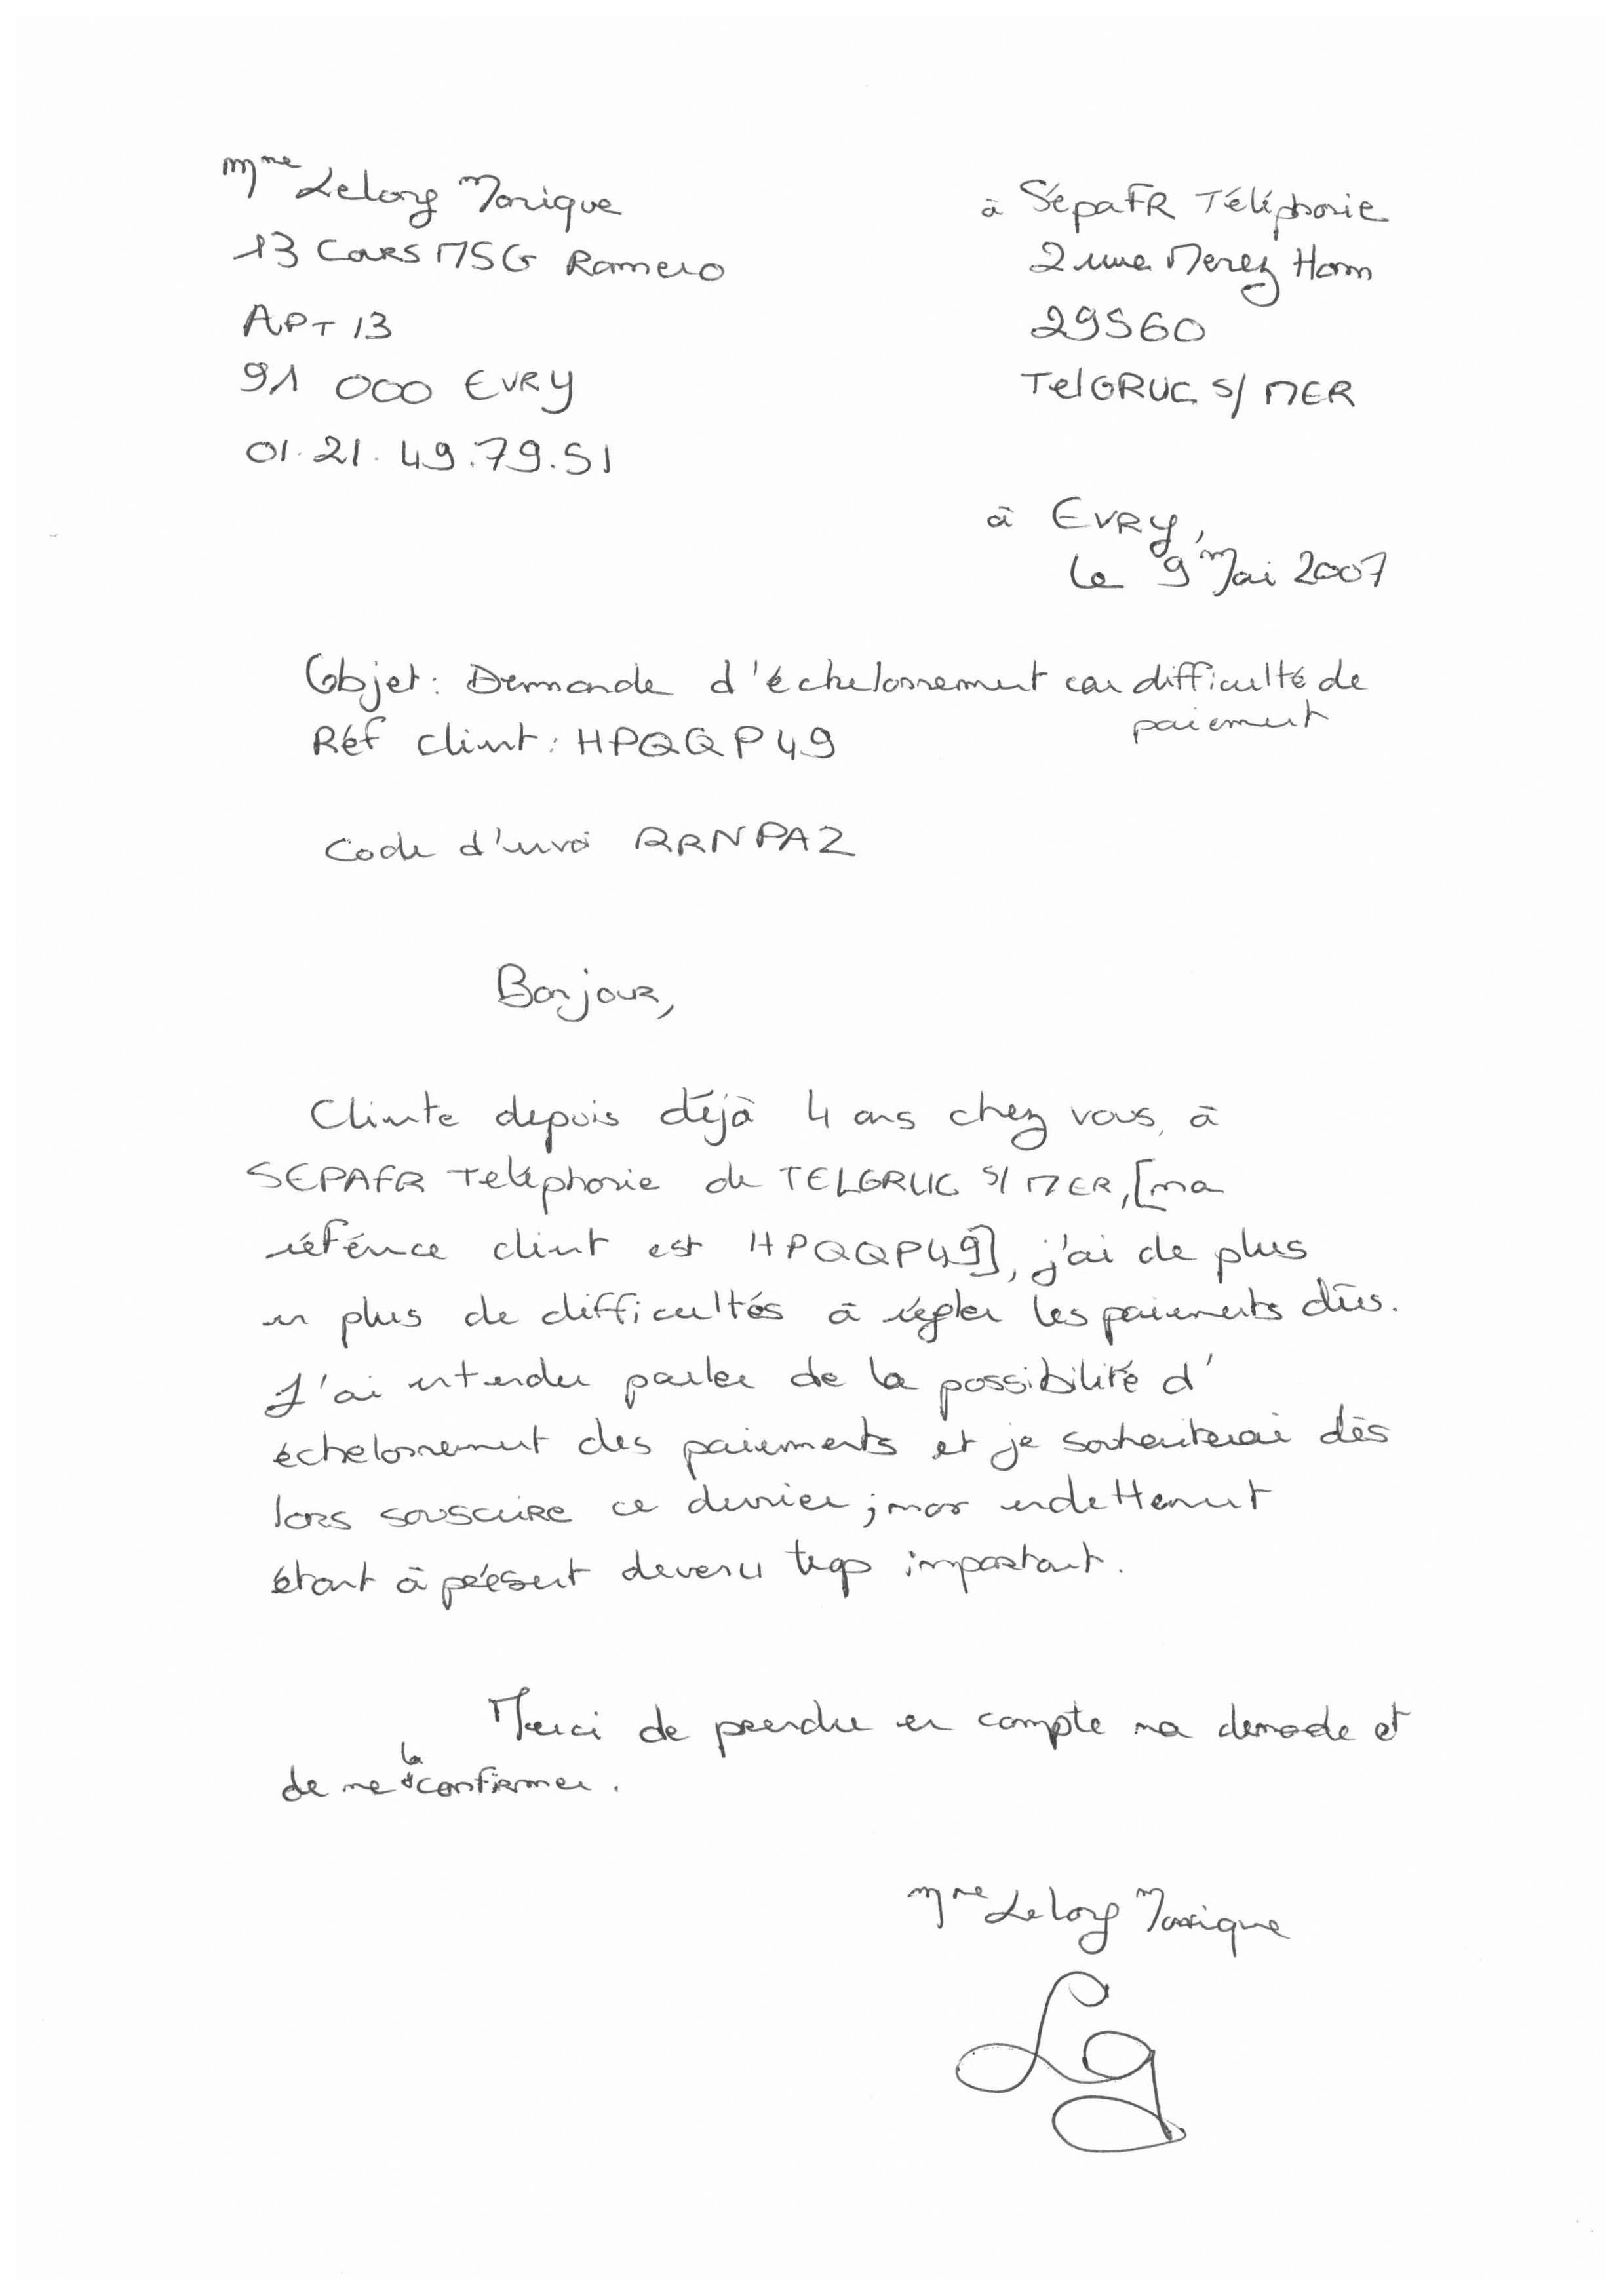 Mme Lelong Monique
13 Cours MSG Romero
APT 13
91 000 EVRY
01.21.49.79.51
à SépaFR Téléphonie
2 rue Merez Hom
29560
TelGRUC S/ MER
à EVRY,
le 9 Mai 2007
Objet : Demande d'échelonnement car difficulté de
paiement
Réf client : HPQQP49
Code d'envoi RRNPA2
Bonjour,
Cliente depuis déjà 4 ans chez vous, à
SEPAFR Teléphonie de TELGRUC S/ MER, [ma
référence client est HPQQP49], j'ai de plus
en plus de difficultés à régler les paiements dûs.
J'ai entendu parler de la possibilité d'
échelonnement des paiements et je souhaiterai dès
lors souscrire ce dernier ; mon endettement
étant à présent devenu trop important.
Merci de prendre en compte ma demande et
de me la confirmer.
Mme Lelong Monique
Lg